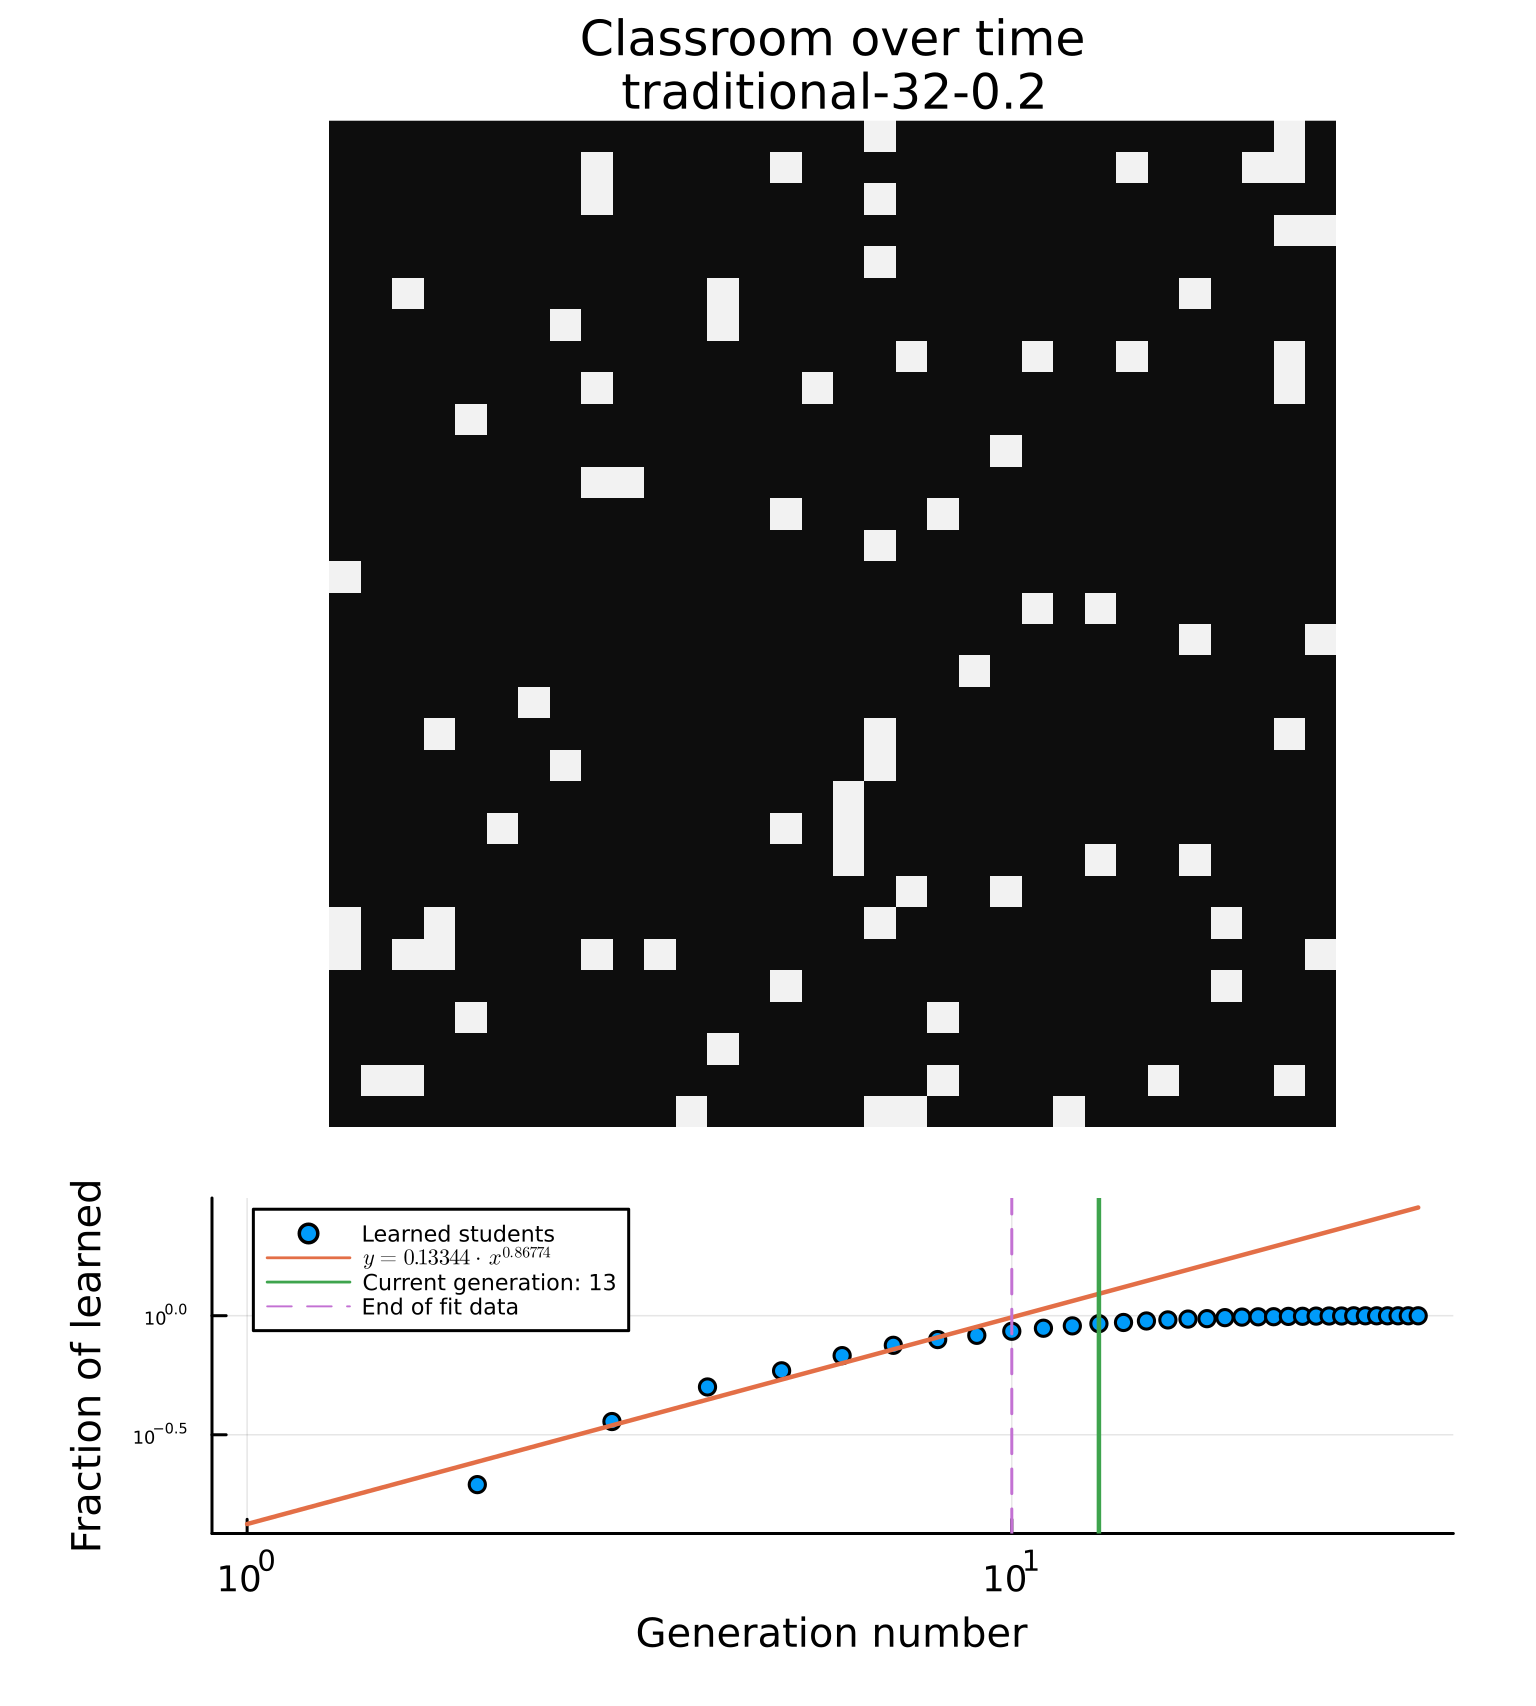 Classroom over time
traditional-32-0.2
Fraction of learned
Learned students
y = 0.13344 · x^0.86774
Current generation: 13
End of fit data
10^0.0
10^−0.5
10^0
10^1
Generation number